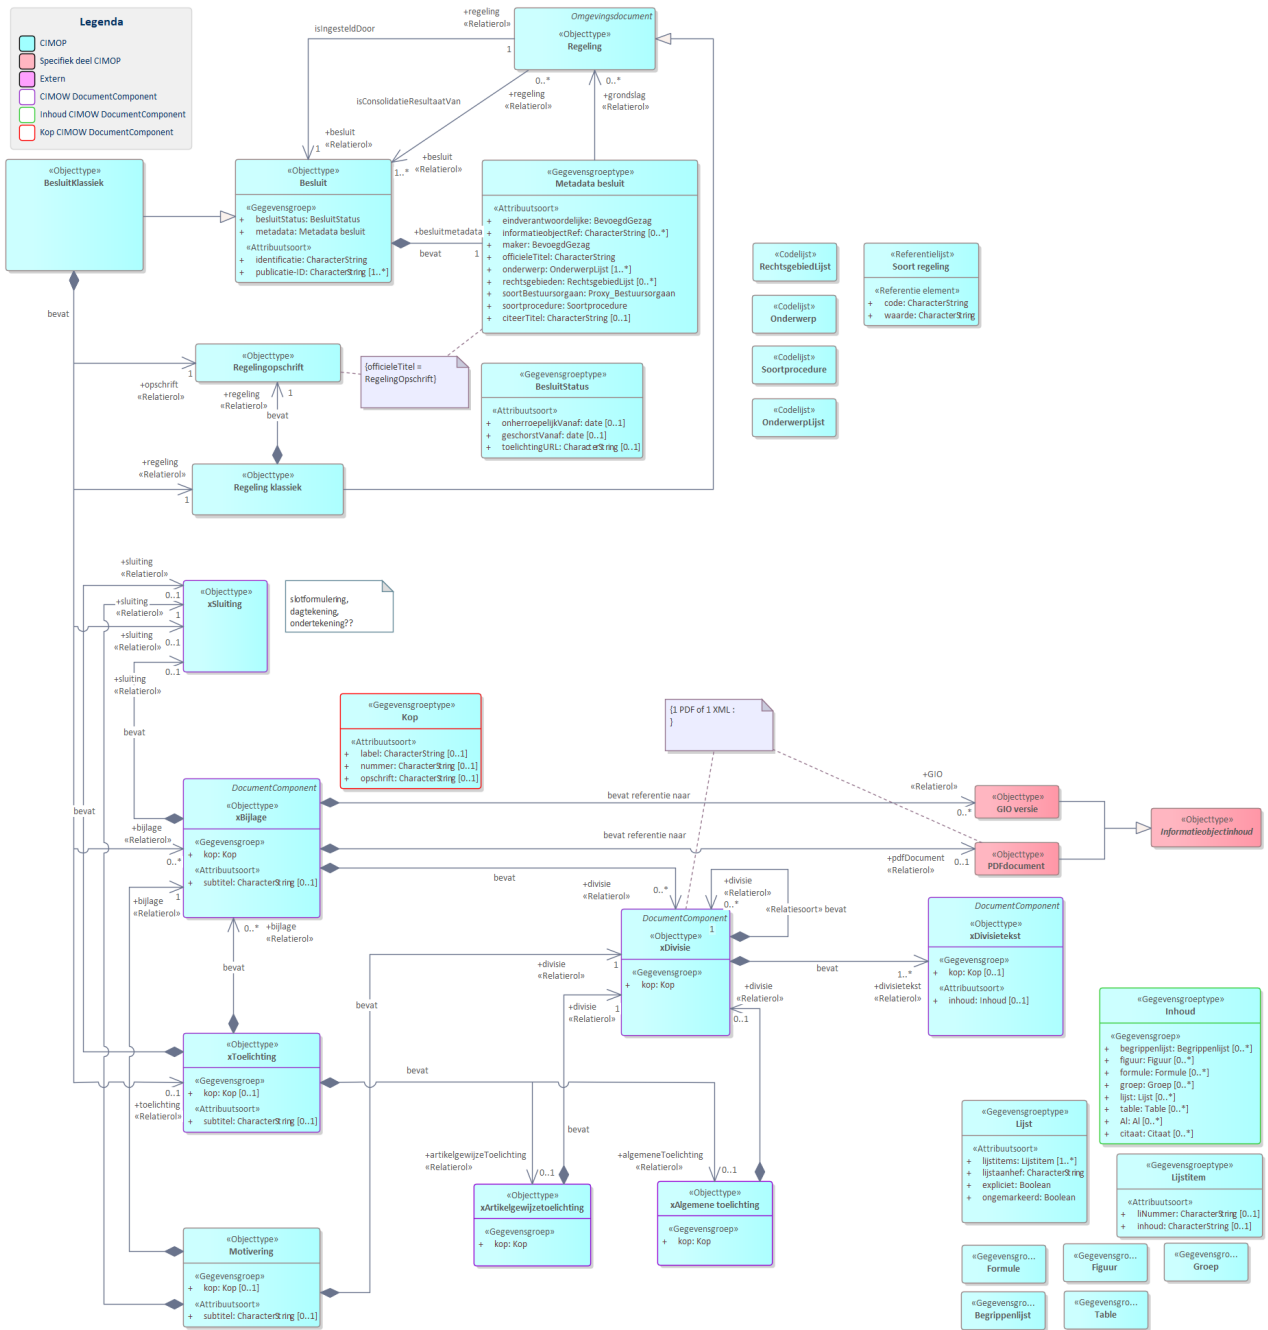 Legenda
CIMOP
Specifiek deel CIMOP
Extern
CIMOW DocumentComponent
Inhoud CIMOW DocumentComponent
Kop CIMOW DocumentComponent
Omgevingsdocument
«Objecttype»
Regeling
+regeling
«Relatierol»
1
isIngesteldDoor
0..*
+regeling
«Relatierol»
0..*
+grondslag
«Relatierol»
isConsolidatieResultaatVan
+besluit
«Relatierol»
1
+besluit
«Relatierol»
1..*
«Objecttype»
BesluitKlassiek
«Objecttype»
Besluit
«Gegevensgroep»
+ besluitStatus: BesluitStatus
+ metadata: Metadata besluit
«Attribuutsoort»
+ identificatie: CharacterString
+ publicatie-ID: CharacterString [1..*]
+besluitmetadata
bevat
1
«Gegevensgroeptype»
Metadata besluit
«Attribuutsoort»
+ eindverantwoordelijke: BevoegdGezag
+ informatieobjectRef: CharacterString [0..*]
+ maker: BevoegdGezag
+ officieleTitel: CharacterString
+ onderwerp: OnderwerpLijst [1..*]
+ rechtsgebieden: RechtsgebiedLijst [0..*]
+ soortBestuursorgaan: Proxy_Bestuursorgaan
+ soortprocedure: Soortprocedure
+ citeerTitel: CharacterString [0..1]
«Codelijst»
RechtsgebiedLijst
«Codelijst»
Onderwerp
«Codelijst»
Soortprocedure
«Codelijst»
OnderwerpLijst
«Referentielijst»
Soort regeling
«Referentie element»
+ code: CharacterString
+ waarde: CharacterString
bevat
«Objecttype»
Regelingopschrift
+opschrift
«Relatierol»
1
{officieleTitel =
RegelingOpschrift}
+regeling
«Relatierol»
1
bevat
«Gegevensgroeptype»
BesluitStatus
«Attribuutsoort»
+ onherroepelijkVanaf: date [0..1]
+ geschorstVanaf: date [0..1]
+ toelichtingURL: CharacterString [0..1]
+regeling
«Relatierol»
1
«Objecttype»
Regeling klassiek
+sluiting
«Relatierol»
0..1
+sluiting
«Relatierol»
1
+sluiting
«Relatierol»
0..1
+sluiting
«Relatierol»
0..1
«Objecttype»
xSluiting
slotformulering,
dagtekening,
ondertekening??
bevat
«Gegevensgroeptype»
Kop
«Attribuutsoort»
+ label: CharacterString [0..1]
+ nummer: CharacterString [0..1]
+ opschrift: CharacterString [0..1]
{1 PDF of 1 XML :
}
DocumentComponent
«Objecttype»
xBijlage
«Gegevensgroep»
+ kop: Kop
«Attribuutsoort»
+ subtitel: CharacterString [0..1]
bevat
+bijlage
«Relatierol»
0..*
+bijlage
«Relatierol»
1
0..*
+bijlage
«Relatierol»
bevat referentie naar
+GIO
«Relatierol»
0..*
«Objecttype»
GIO versie
bevat referentie naar
+pdfDocument
«Relatierol»
0..1
«Objecttype»
PDFdocument
«Objecttype»
Informatieobjectinhoud
bevat
+divisie
«Relatierol»
0..*
+divisie
«Relatierol»
0..*
«Relatiesoort» bevat
1
DocumentComponent
«Objecttype»
xDivisie
«Gegevensgroep»
+ kop: Kop
bevat
1..*
+divisietekst
«Relatierol»
DocumentComponent
«Objecttype»
xDivisietekst
«Gegevensgroep»
+ kop: Kop [0..1]
«Attribuutsoort»
+ inhoud: Inhoud [0..1]
+divisie
«Relatierol»
1
+divisie
«Relatierol»
1
+divisie
«Relatierol»
0..1
bevat
bevat
«Objecttype»
xToelichting
«Gegevensgroep»
+ kop: Kop [0..1]
«Attribuutsoort»
+ subtitel: CharacterString [0..1]
0..1
+toelichting
«Relatierol»
bevat
bevat
+artikelgewijzeToelichting
«Relatierol»
0..1
+algemeneToelichting
«Relatierol»
0..1
«Objecttype»
xArtikelgewijzetoelichting
«Gegevensgroep»
+ kop: Kop
«Objecttype»
xAlgemene toelichting
«Gegevensgroep»
+ kop: Kop
«Objecttype»
Motivering
«Gegevensgroep»
+ kop: Kop [0..1]
«Attribuutsoort»
+ subtitel: CharacterString [0..1]
«Gegevensgroeptype»
Inhoud
«Gegevensgroep»
+ begrippenlijst: Begrippenlijst [0..*]
+ figuur: Figuur [0..*]
+ formule: Formule [0..*]
+ groep: Groep [0..*]
+ lijst: Lijst [0..*]
+ table: Table [0..*]
+ Al: Al [0..*]
+ citaat: Citaat [0..*]
«Gegevensgroeptype»
Lijst
«Attribuutsoort»
+ lijstitems: Lijstitem [1..*]
+ lijstaanhef: CharacterString
+ expliciet: Boolean
+ ongemarkeerd: Boolean
«Gegevensgroeptype»
Lijstitem
«Attribuutsoort»
+ liNummer: CharacterString [0..1]
+ inhoud: CharacterString [0..1]
«Gegevensgro...
Formule
«Gegevensgro...
Figuur
«Gegevensgro...
Groep
«Gegevensgro...
Begrippenlijst
«Gegevensgro...
Table